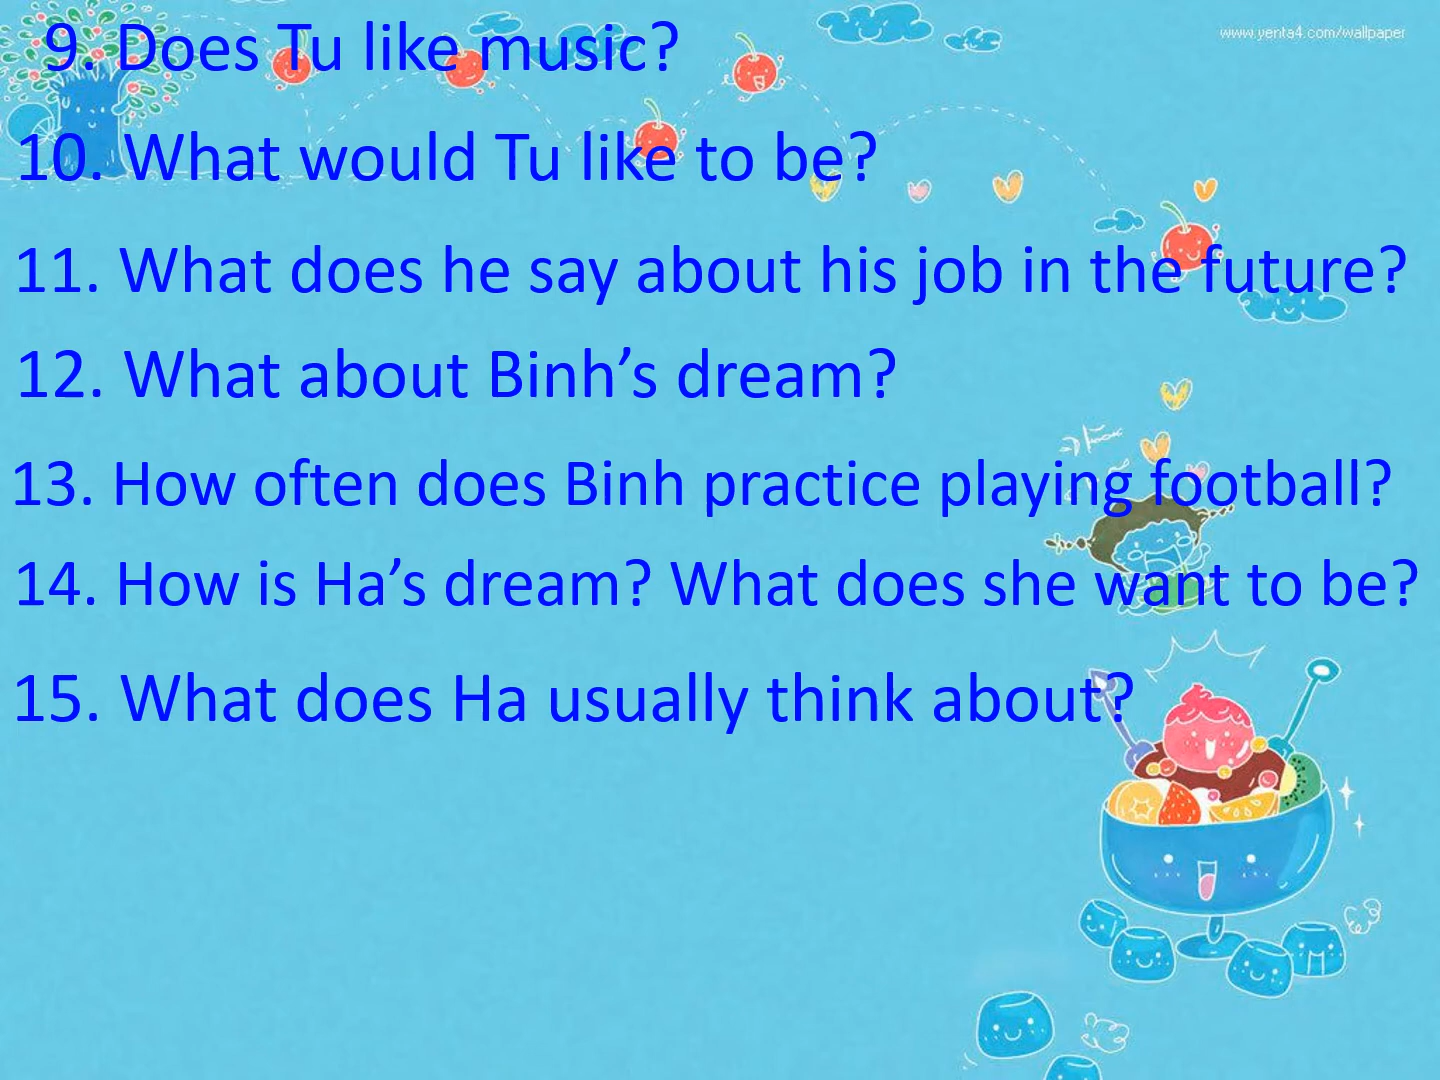 www.yenta4.com/wallpaper
9. Does Tu like music?
10. What would Tu like to be?
11. What does he say about his job in the future?
12. What about Binh’s dream?
13. How often does Binh practice playing football?
14. How is Ha’s dream? What does she want to be?
15. What does Ha usually think about?